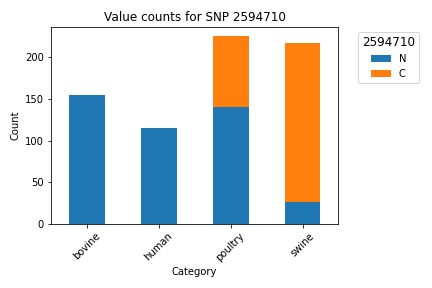 Value counts for SNP 2594710
2594710
N
C
200
150
100
50
0
Count
bovine
human
poultry
swine
Category